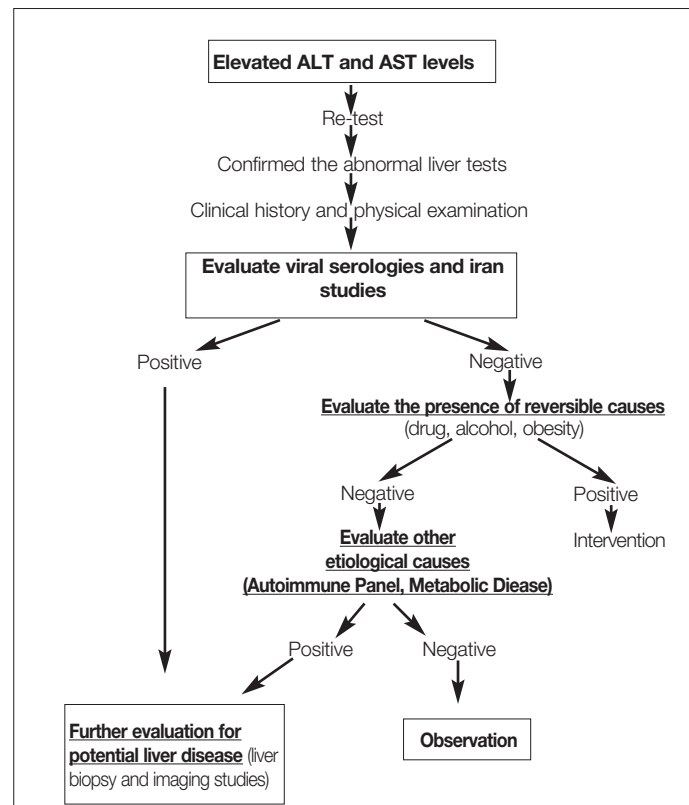 Elevated ALT and AST levels
Re-test
Confirmed the abnormal liver tests
Clinical history and physical examination
Evaluate viral serologies and iran
studies
Positive
Negative
Evaluate the presence of reversible causes
(drug, alcohol, obesity)
Negative
Positive
Evaluate other
etiological causes
(Autoimmune Panel, Metabolic Diease)
Intervention
Positive
Negative
Further evaluation for
potential liver disease (liver
biopsy and imaging studies)
Observation